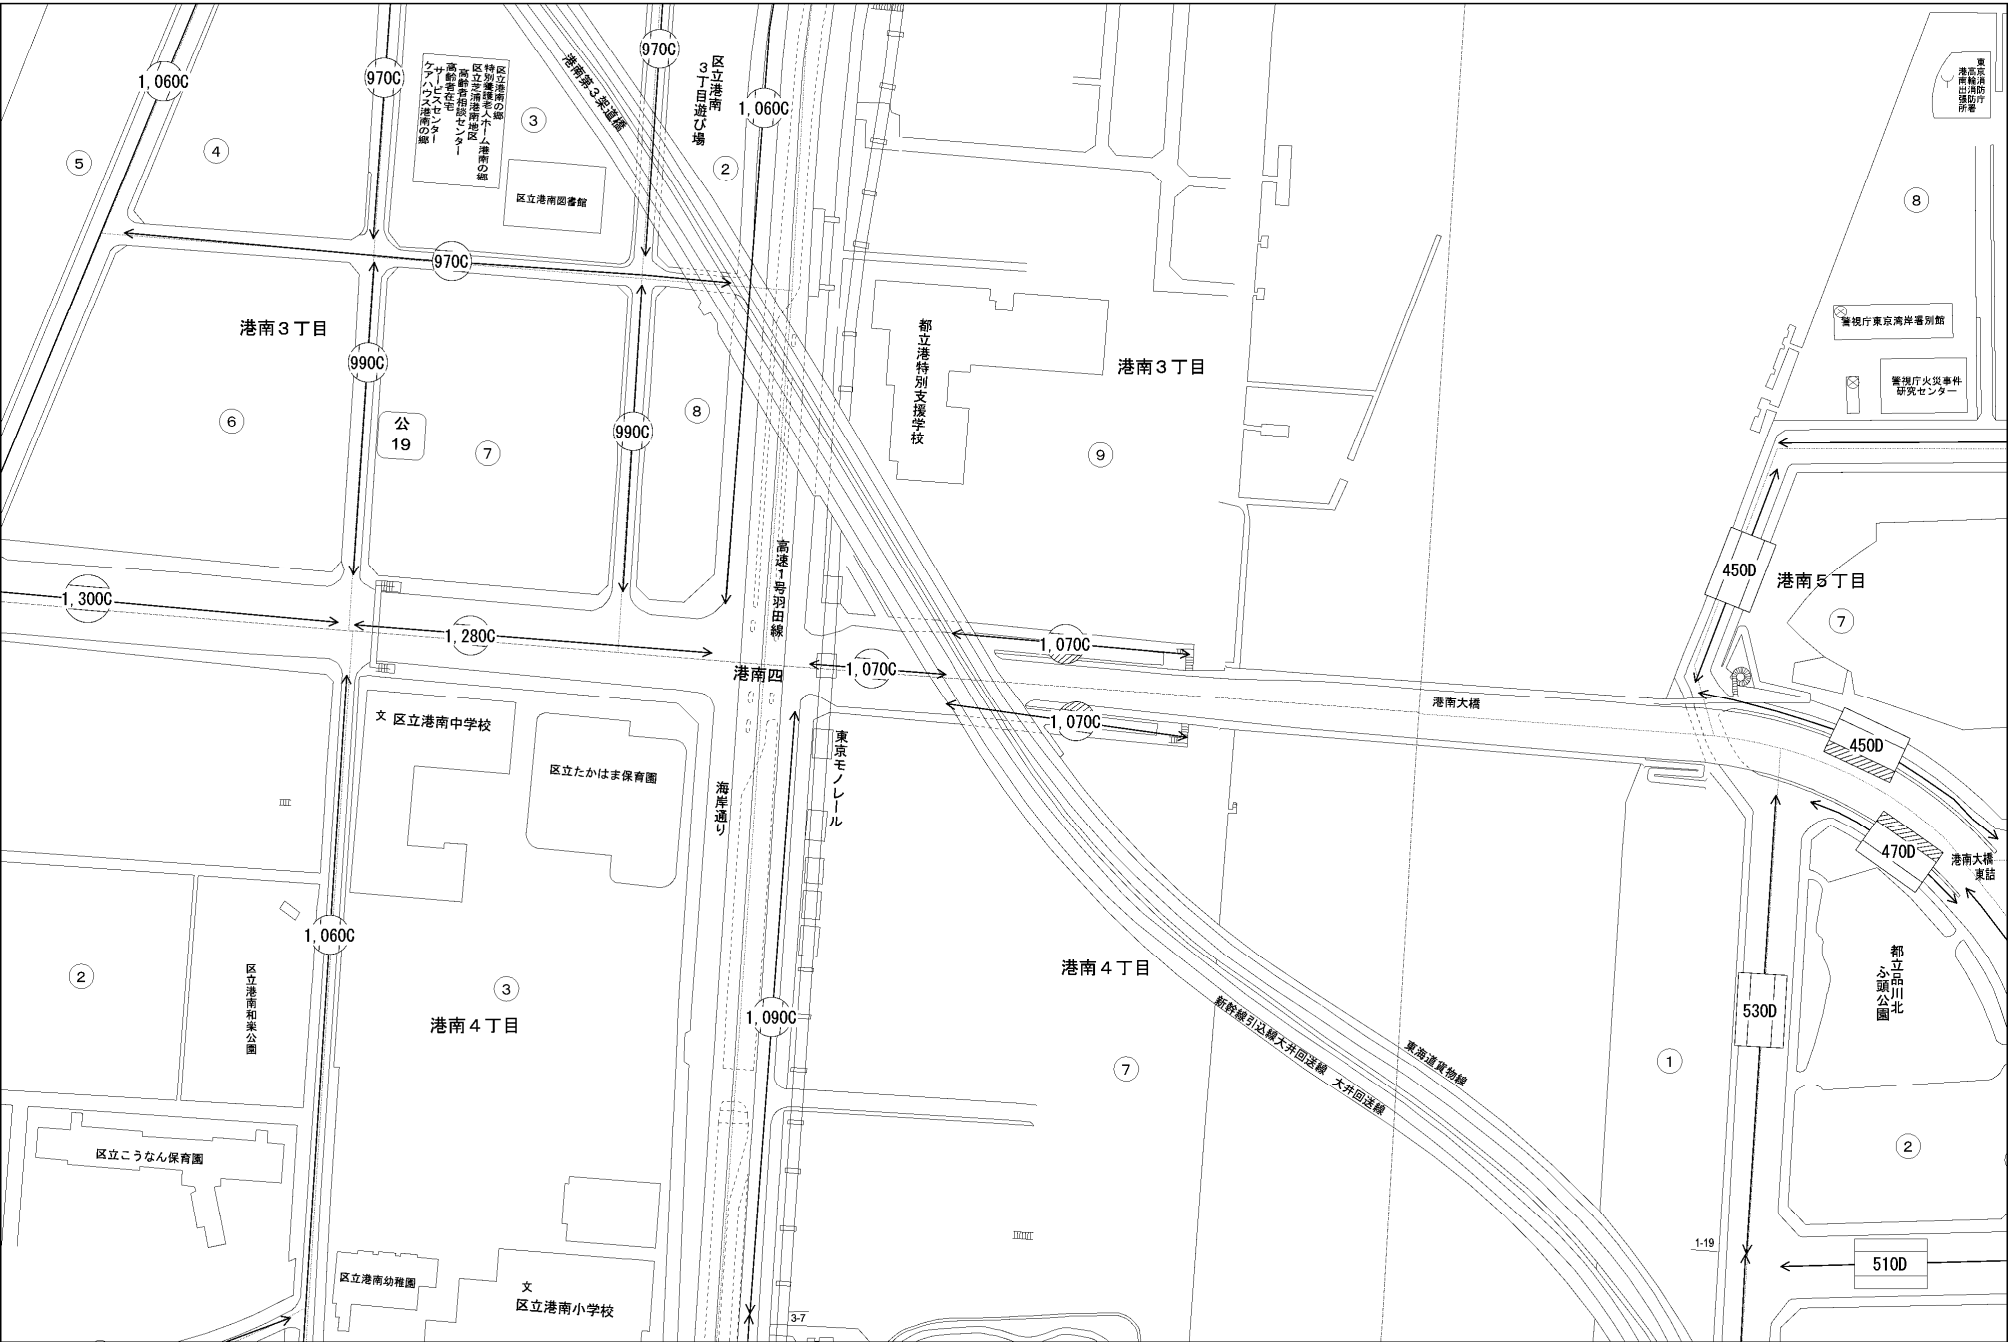 1,060C
970C
区立港南の郷
特別養護老人ホーム港南の郷
区立芝浦港南地区
高齢者相談センター
高齢者在宅
サービスセンター
ケアハウス港南の郷
3
港南第3架道橋
970C
区立港南
3丁目遊び場
1,060C
東京消防庁
高輪消防署
港南出張所
5
4
区立港南図書館
2
8
970C
港南3丁目
990C
都立港特別支援学校
港南3丁目
警視庁東京湾岸署別館
警視庁火災事件
研究センター
6
公
19
7
990C
8
9
高速1号羽田線
450D
港南5丁目
7
1,300C
1,280C
港南四
1,070C
1,070C
1,070C
港南大橋
文 区立港南中学校
区立たかはま保育園
海岸通り
東京モノレール
450D
470D
港南大橋
東詰
1,060C
2
区立港南和楽公園
3
港南4丁目
1,090C
港南4丁目
7
新幹線引込線大井回送線 大井回送線
東海道貨物線
1
530D
都立品川北
ふ頭公園
2
区立こうなん保育園
区立港南幼稚園
文
区立港南小学校
3-7
1-19
510D